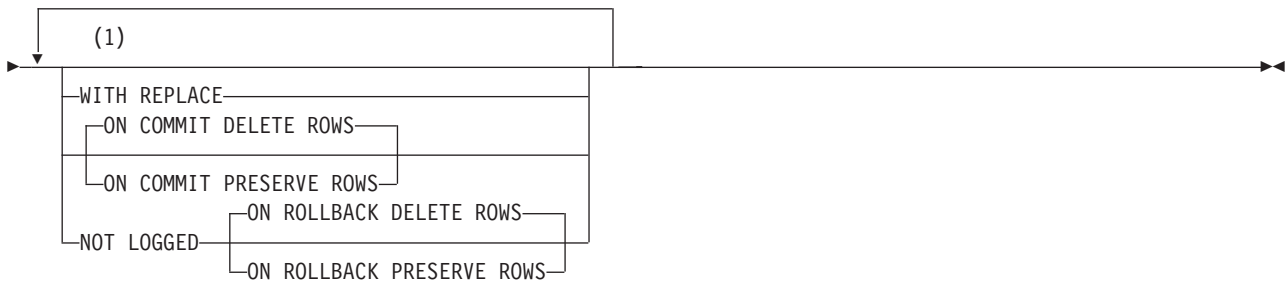 (1)
WITH REPLACE
ON COMMIT DELETE ROWS
ON COMMIT PRESERVE ROWS
ON ROLLBACK DELETE ROWS
NOT LOGGED
ON ROLLBACK PRESERVE ROWS